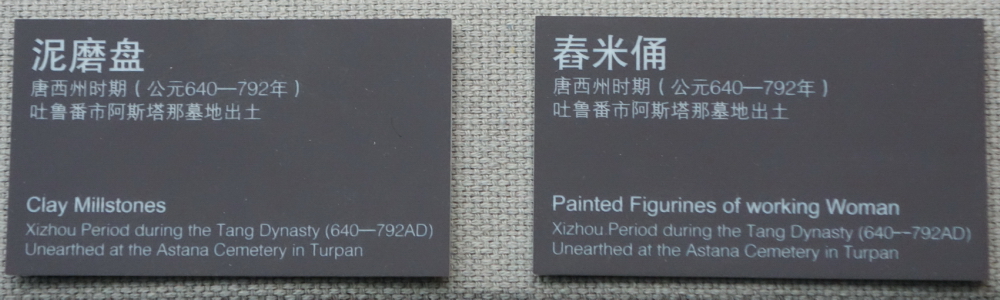 泥磨盘
唐西州时期（公元640—792年）
吐鲁番市阿斯塔那墓地出土
Clay Millstones
Xizhou Period during the Tang Dynasty (640—792AD)
Unearthed at the Astana Cemetery in Turpan
舂米俑
唐西州时期（公元640—792年）
吐鲁番市阿斯塔那墓地出土
Painted Figurines of working Woman
Xizhou Period during the Tang Dynasty (640--792AD)
Unearthed at the Astana Cemetery in Turpan